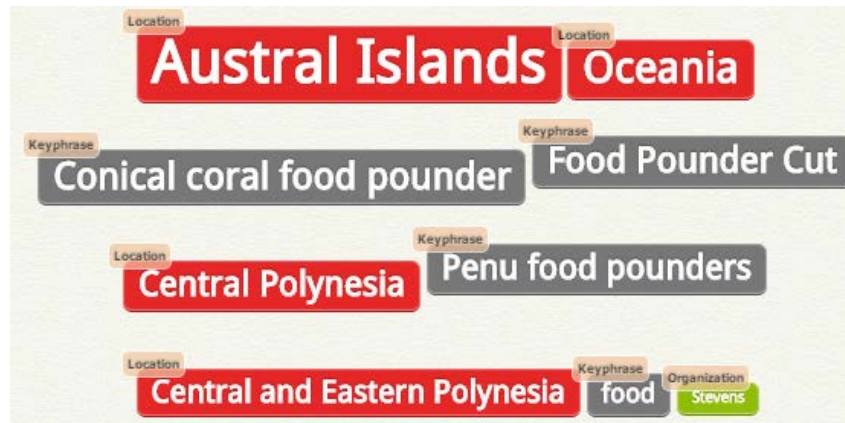 Location
Austral Islands
Location
Oceania
Keyphrase
Conical coral food pounder
Keyphrase
Food Pounder Cut
Location
Central Polynesia
Keyphrase
Penu food pounders
Location
Central and Eastern Polynesia
Keyphrase
food
Organization
Stevens